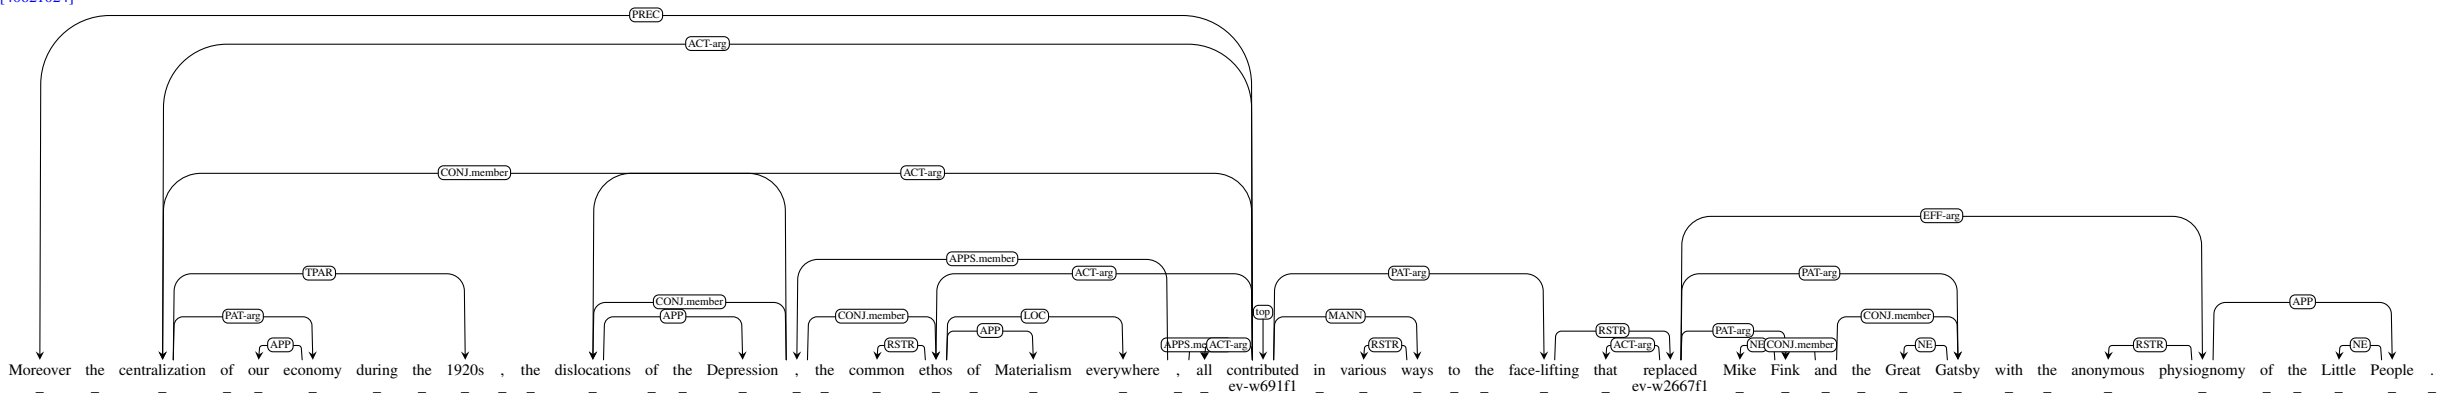 PREC
ACT-arg
CONJ.member ACT-arg
EFF-arg
APPS.member
TPAR ACT-arg PAT-arg PAT-arg
CONJ.member APP
PAT-arg APP CONJ.member LOC top MANN CONJ.member
APP RSTR PAT-arg
APP RSTR ACT-arg RSTR ACT-arg NE CONJ.member NE RSTR NE
Moreover the centralization of our economy during the 1920s , the dislocations of the Depression , the common ethos of Materialism everywhere , all contributed in various ways to the face-lifting that replaced Mike Fink and the Great Gatsby with the anonymous physiognomy of the Little People .
ev-w691f1 ev-w2667f1